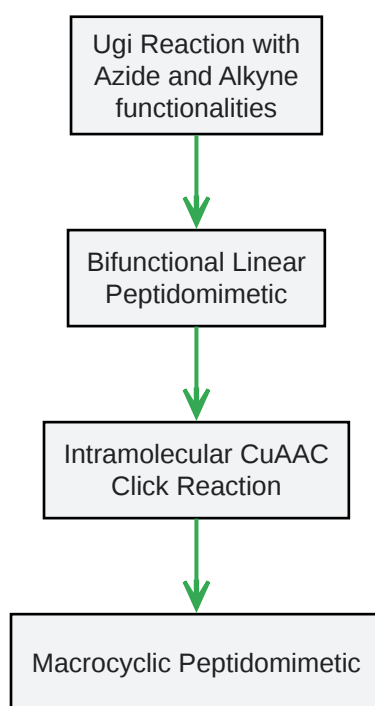 Ugi Reaction with
Azide and Alkyne
functionalities
Bifunctional Linear
Peptidomimetic
Intramolecular CuAAC
Click Reaction
Macrocyclic Peptidomimetic